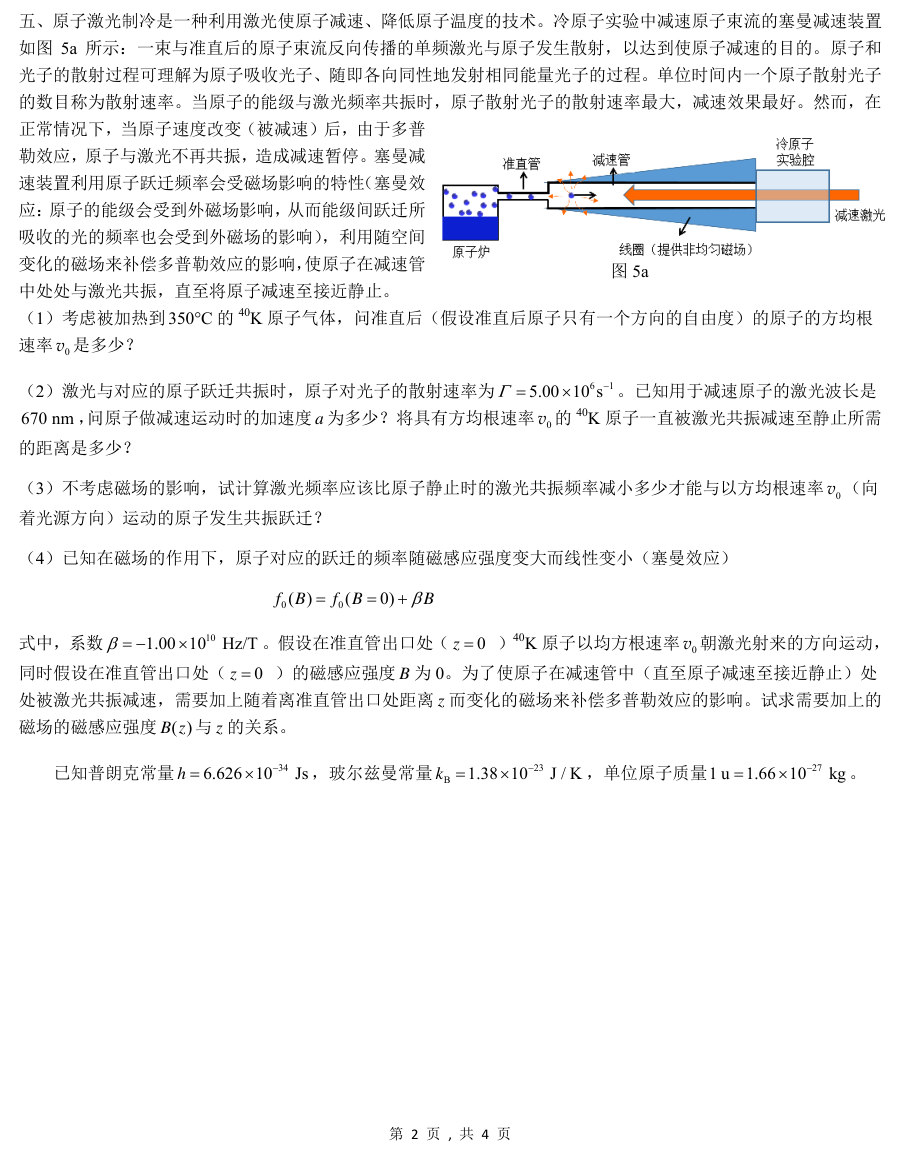 五、原子激光制冷是一种利用激光使原子减速、降低原子温度的技术。冷原子实验中减速原子束流的塞曼减速装置
如图 5a 所示：一束与准直后的原子束流反向传播的单频激光与原子发生散射，以达到使原子减速的目的。原子和
光子的散射过程可理解为原子吸收光子、随即各向同性地发射相同能量光子的过程。单位时间内一个原子散射光子
的数目称为散射速率。当原子的能级与激光频率共振时，原子散射光子的散射速率最大，减速效果最好。然而，在
正常情况下，当原子速度改变（被减速）后，由于多普
勒效应，原子与激光不再共振，造成减速暂停。塞曼减
速装置利用原子跃迁频率会受磁场影响的特性（塞曼效
应：原子的能级会受到外磁场影响，从而能级间跃迁所
吸收的光的频率也会受到外磁场的影响），利用随空间
变化的磁场来补偿多普勒效应的影响，使原子在减速管
中处处与激光共振，直至将原子减速至接近静止。
准直管
减速管
冷原子
实验腔
减速激光
原子炉
线圈（提供非均匀磁场）
图 5a
（1）考虑被加热到 350°C 的 ⁴⁰K 原子气体，问准直后（假设准直后原子只有一个方向的自由度）的原子的方均根
速率 v₀ 是多少？
（2）激光与对应的原子跃迁共振时，原子对光子的散射速率为 Γ = 5.00×10⁶ s⁻¹ 。已知用于减速原子的激光波长是
670 nm，问原子做减速运动时的加速度 a 为多少？将具有方均根速率 v₀ 的 ⁴⁰K 原子一直被激光共振减速至静止所需
的距离是多少？
（3）不考虑磁场的影响，试计算激光频率应该比原子静止时的激光共振频率减小多少才能与以方均根速率 v₀（向
着光源方向）运动的原子发生共振跃迁？
（4）已知在磁场的作用下，原子对应的跃迁的频率随磁感应强度变大而线性变小（塞曼效应）
f₀(B) = f₀(B = 0) + βB
式中，系数 β = −1.00×10¹⁰ Hz/T 。假设在准直管出口处（ z = 0 ）⁴⁰K 原子以均方根速率 v₀ 朝激光射来的方向运动，
同时假设在准直管出口处（ z = 0 ）的磁感应强度 B 为 0。为了使原子在减速管中（直至原子减速至接近静止）处
处被激光共振减速，需要加上随着离准直管出口处距离 z 而变化的磁场来补偿多普勒效应的影响。试求需要加上的
磁场的磁感应强度 B(z) 与 z 的关系。
已知普朗克常量 h = 6.626×10⁻³⁴ Js，玻尔兹曼常量 k_B = 1.38×10⁻²³ J / K，单位原子质量 1 u = 1.66×10⁻²⁷ kg 。
第 2 页，共 4 页